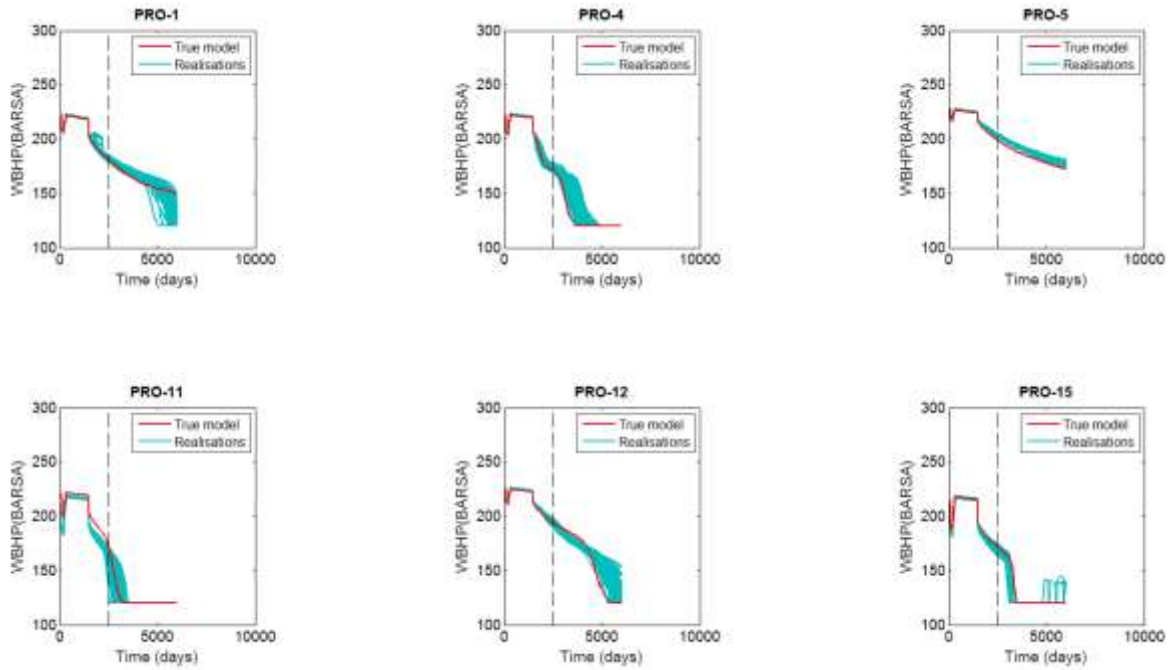 PRO-1
300
250
200
150
100
WBHP(BARSA)
True model
Realisations
0
5000
10000
Time (days)
PRO-4
300
250
200
150
100
WBHP(BARSA)
True model
Realisations
0
5000
10000
Time (days)
PRO-5
300
250
200
150
100
WBHP(BARSA)
True model
Realisations
0
5000
10000
Time (days)
PRO-11
300
250
200
150
100
WBHP(BARSA)
True model
Realisations
0
5000
10000
Time (days)
PRO-12
300
250
200
150
100
WBHP(BARSA)
True model
Realisations
0
5000
10000
Time (days)
PRO-15
300
250
200
150
100
WBHP(BARSA)
True model
Realisations
0
5000
10000
Time (days)